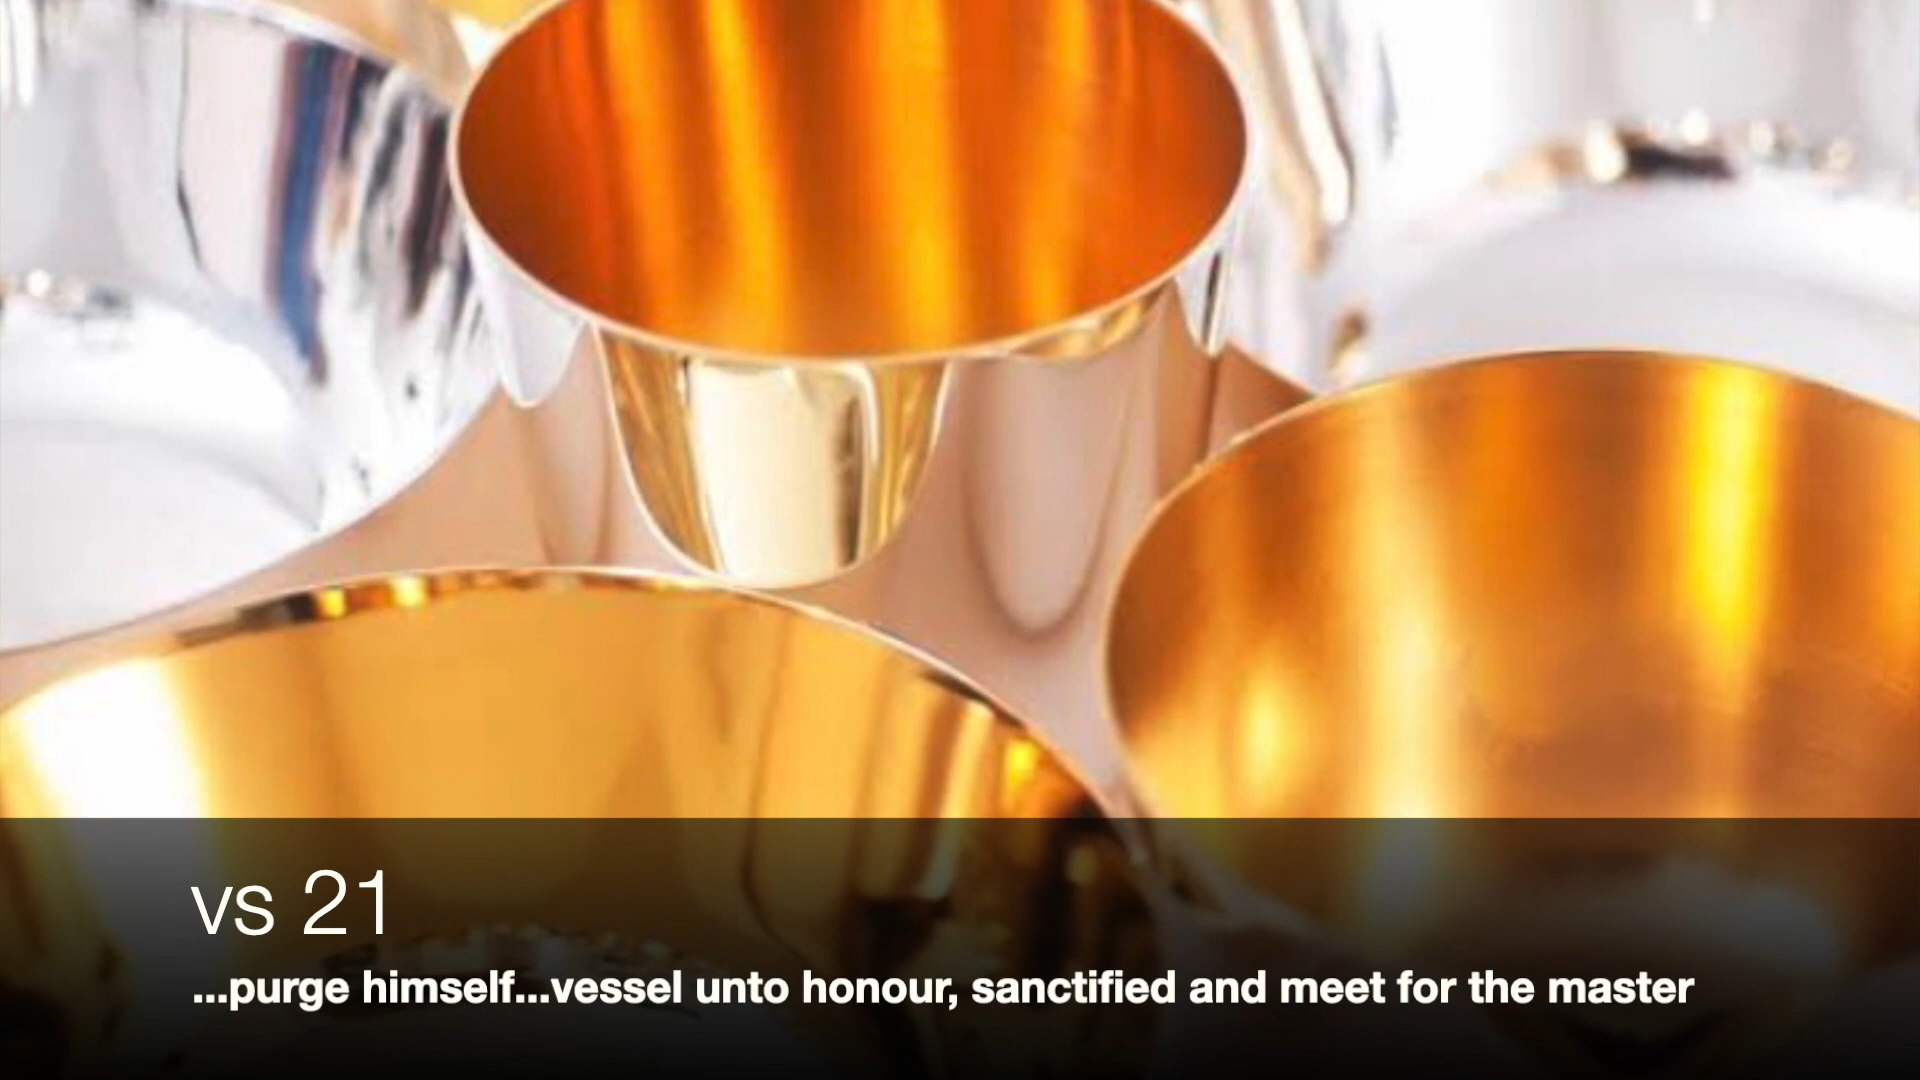 vs 21
...purge himself...vessel unto honour, sanctified and meet for the master